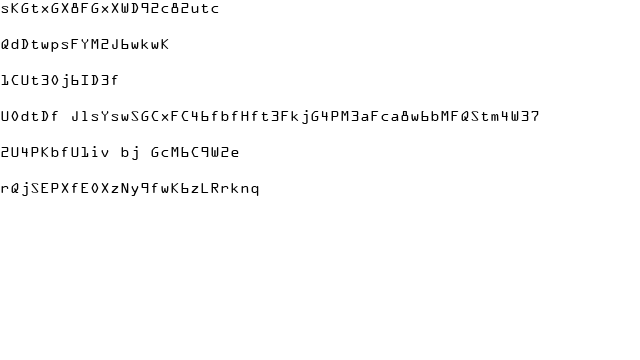 sKGtxGX8FGxXWD92c82utc
QdDtwpsFYM2J6wkwK
1CUt30j6ID3f
U0dtDf J1sYswSGCxFC46fbfHft3FkjG4PM3aFca8w6bMFQStm4W37
2U4PKbfU1iv bj GcM6C9W2e
rQjSEPXfE0XzNy9fwK6zLRrknq